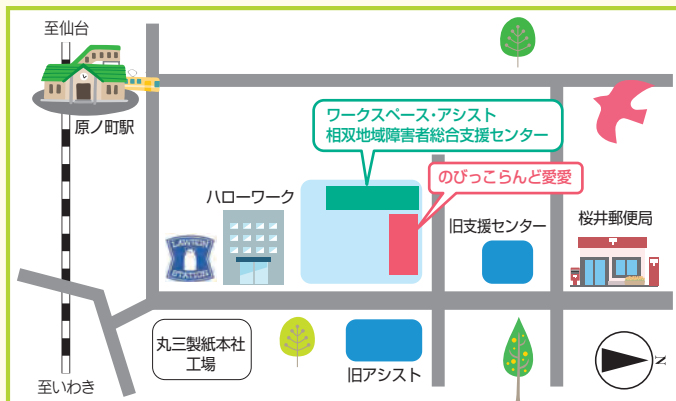 至仙台
原ノ町駅
ワークスペース・アシスト
相双地域障害者総合支援センター
のびっこらんど愛愛
ハローワーク
旧支援センター
桜井郵便局
LAWSON
STATION
丸三製紙本社
工場
旧アシスト
至いわき
N